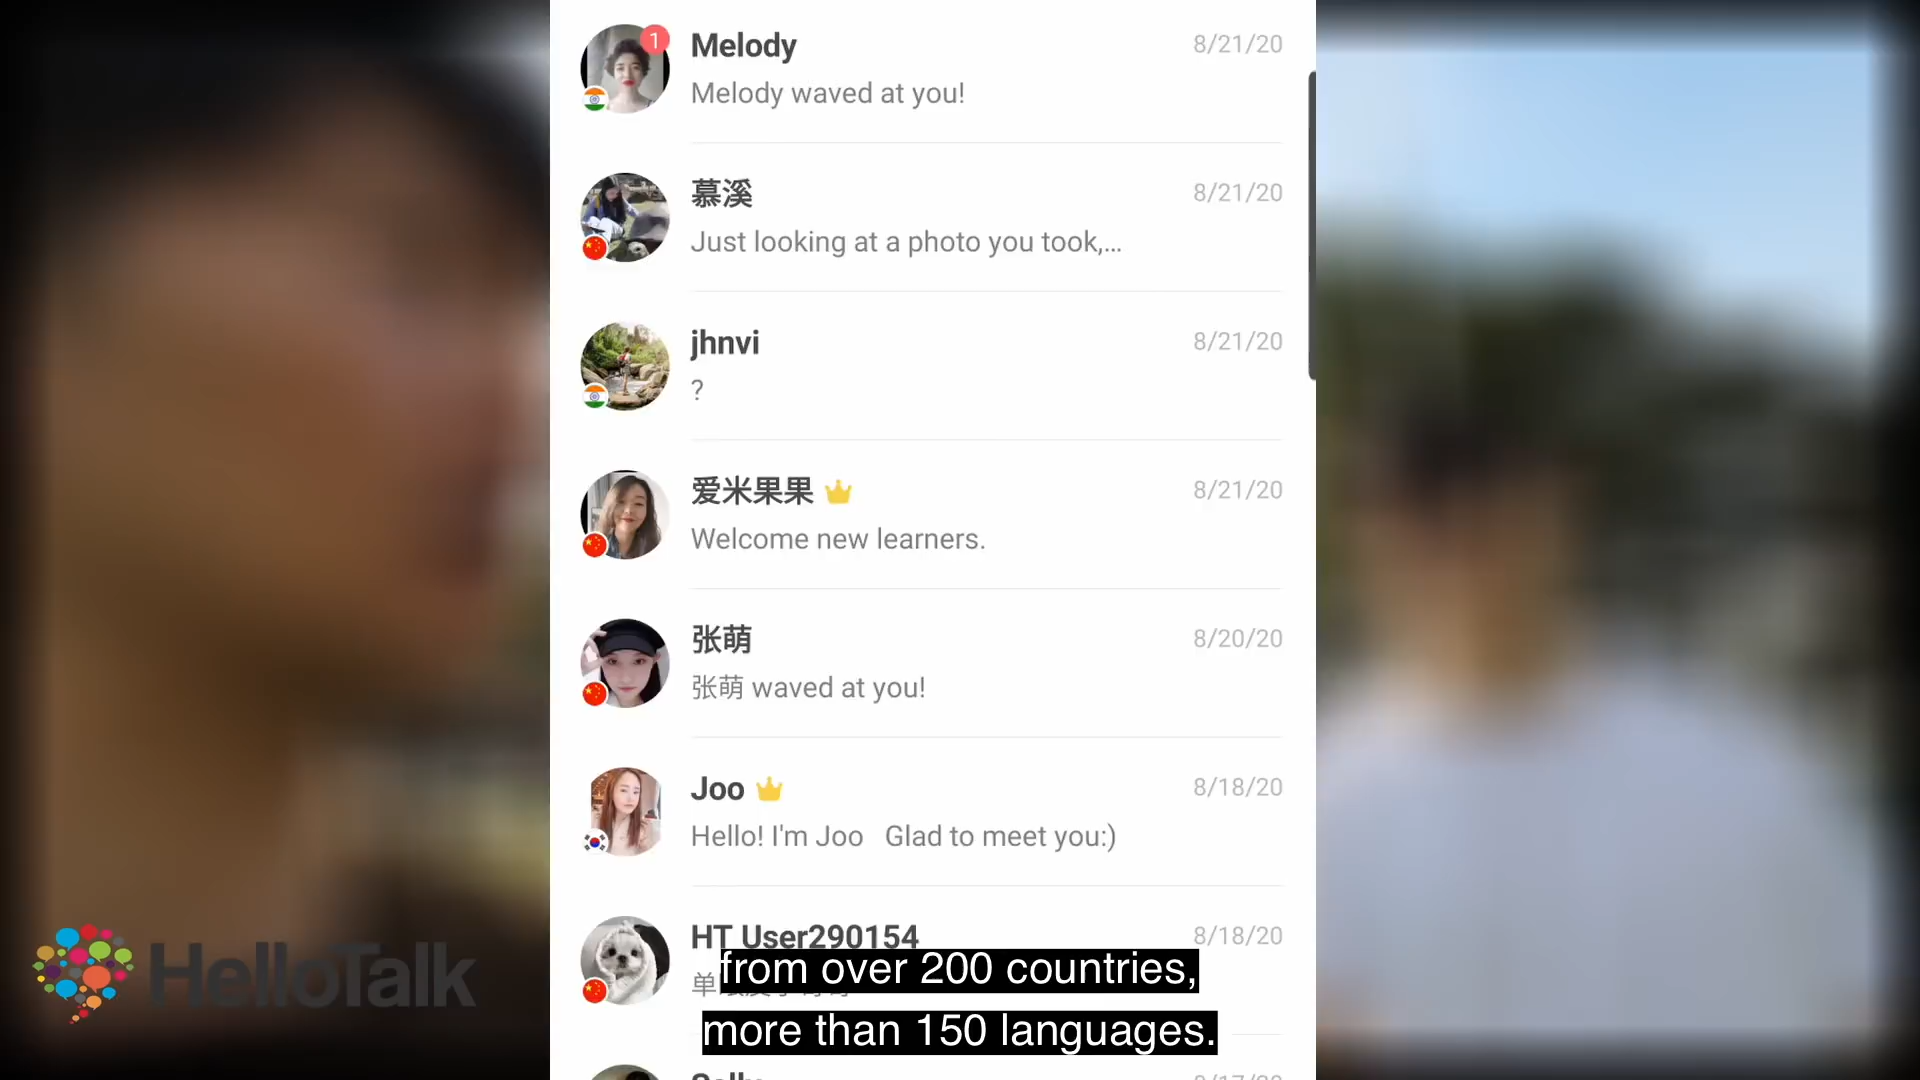 1
Melody
8/21/20
Melody waved at you!
慕溪
8/21/20
Just looking at a photo you took,...
jhnvi
8/21/20
?
爱米果果
8/21/20
Welcome new learners.
张萌
8/20/20
张萌 waved at you!
Joo
8/18/20
Hello! I'm Joo Glad to meet you:)
HT User290154
8/18/20
单
from over 200 countries,
more than 150 languages.
HelloTalk